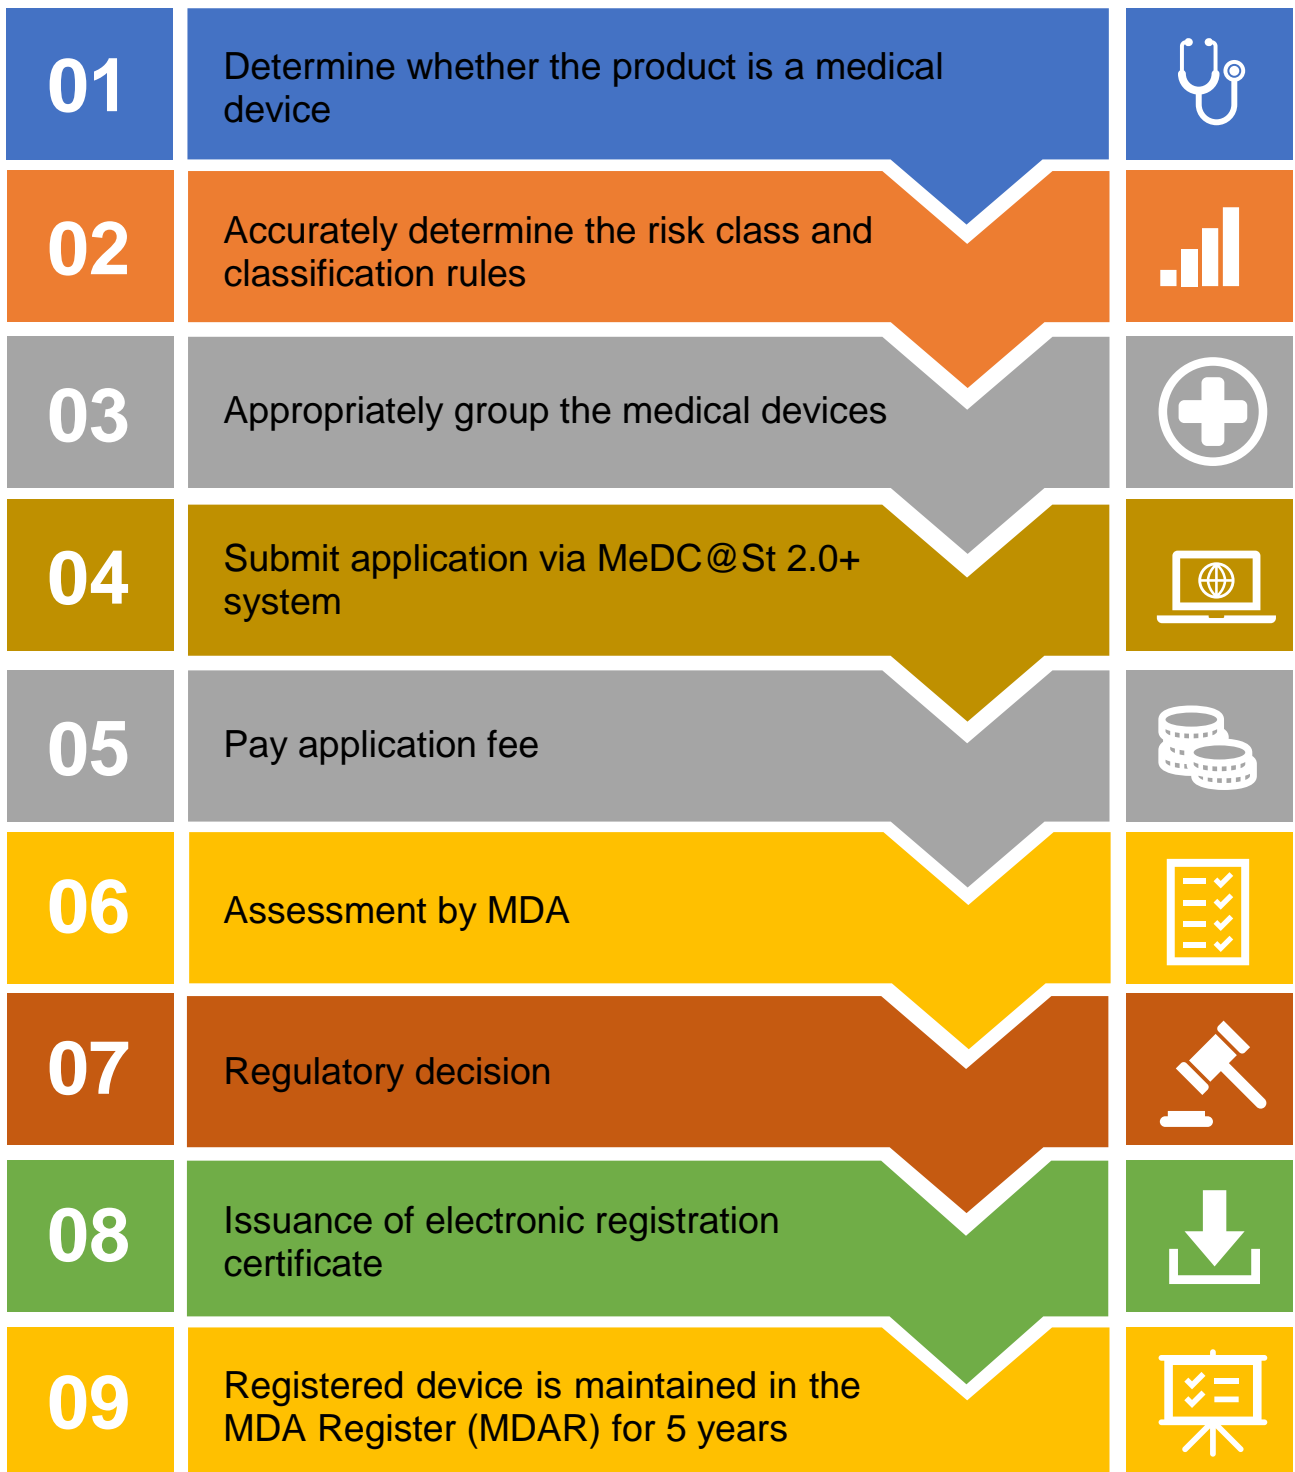 01
Determine whether the product is a medical
device
02
Accurately determine the risk class and
classification rules
03
Appropriately group the medical devices
04
Submit application via MeDC@St 2.0+
system
05
Pay application fee
06
Assessment by MDA
07
Regulatory decision
08
Issuance of electronic registration
certificate
09
Registered device is maintained in the
MDA Register (MDAR) for 5 years